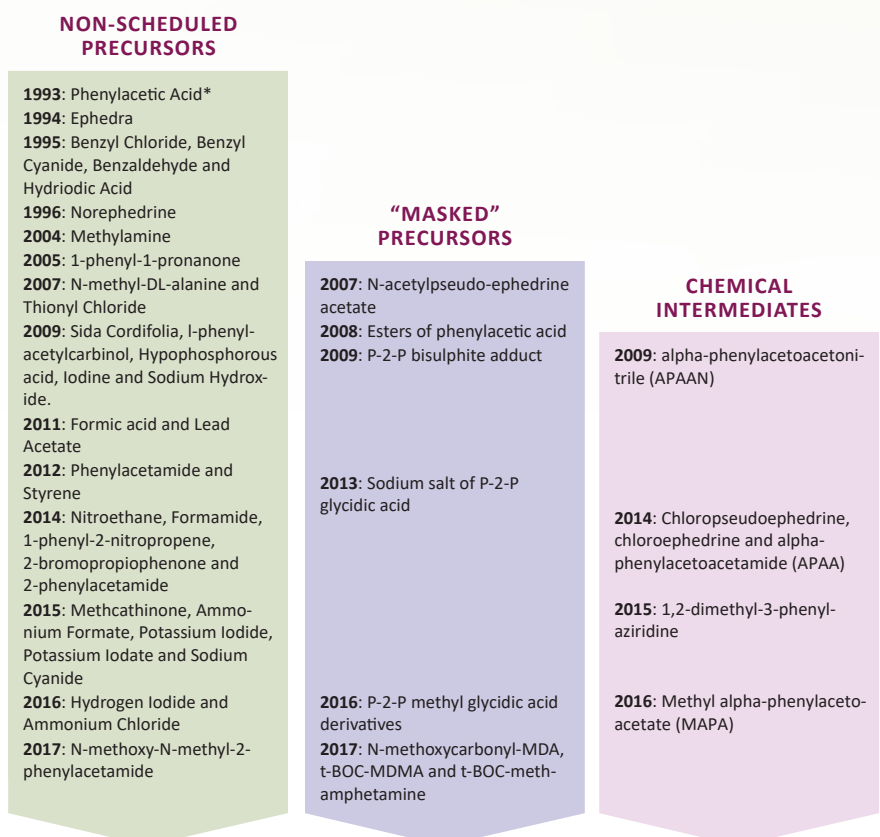 NON-SCHEDULED
PRECURSORS
1993: Phenylacetic Acid*
1994: Ephedra
1995: Benzyl Chloride, Benzyl
Cyanide, Benzaldehyde and
Hydriodic Acid
1996: Norephedrine
2004: Methylamine
2005: 1-phenyl-1-pronanone
2007: N-methyl-DL-alanine and
Thionyl Chloride
2009: Sida Cordifolia, l-phenyl-
acetylcarbinol, Hypophosphorous
acid, Iodine and Sodium Hydrox-
ide.
2011: Formic acid and Lead
Acetate
2012: Phenylacetamide and
Styrene
2014: Nitroethane, Formamide,
1-phenyl-2-nitropropene,
2-bromopropiophenone and
2-phenylacetamide
2015: Methcathinone, Ammo-
nium Formate, Potassium Iodide,
Potassium Iodate and Sodium
Cyanide
2016: Hydrogen Iodide and
Ammonium Chloride
2017: N-methoxy-N-methyl-2-
phenylacetamide
"MASKED"
PRECURSORS
2007: N-acetylpseudo-ephedrine
acetate
2008: Esters of phenylacetic acid
2009: P-2-P bisulphite adduct
2013: Sodium salt of P-2-P
glycidic acid
2016: P-2-P methyl glycidic acid
derivatives
2017: N-methoxycarbonyl-MDA,
t-BOC-MDMA and t-BOC-meth-
amphetamine
CHEMICAL
INTERMEDIATES
2009: alpha-phenylacetoacetoni-
trile (APAAN)
2014: Chloropseudoephedrine,
chloroephedrine and alpha-
phenylacetoacetamide (APAA)
2015: 1,2-dimethyl-3-phenyl-
aziridine
2016: Methyl alpha-phenylaceto-
acetate (MAPA)